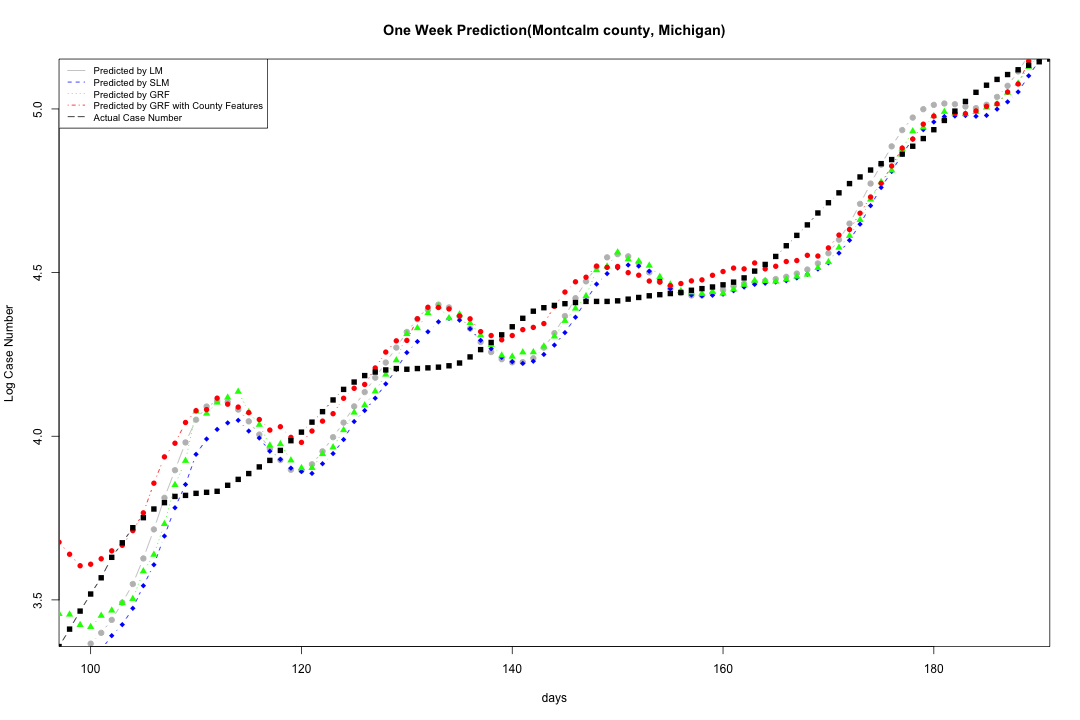 One Week Prediction(Montcalm county, Michigan)
Predicted by LM
Predicted by SLM
Predicted by GRF
Predicted by GRF with County Features
Actual Case Number
Log Case Number
5.0
4.5
4.0
3.5
100 120 140 160 180
days